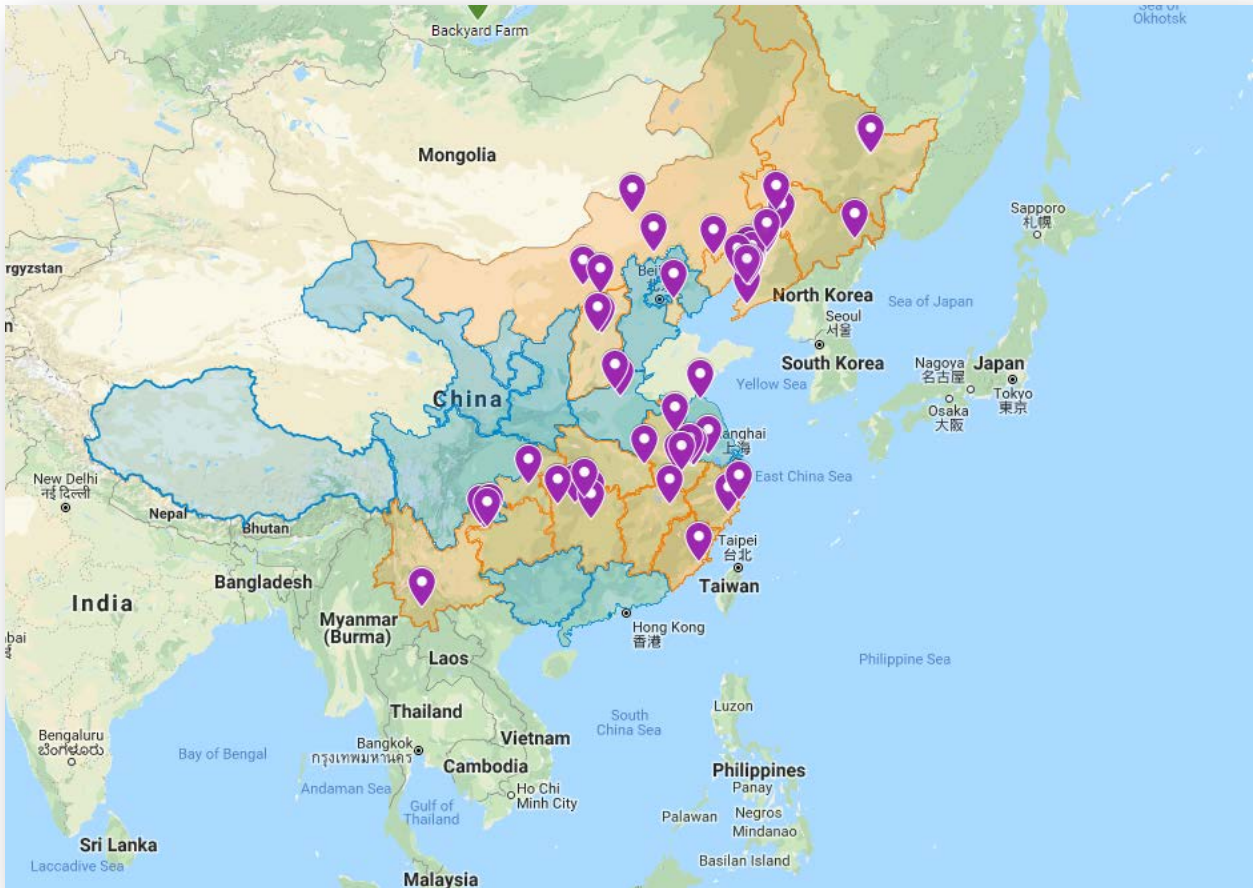 Sea of
Okhotsk
Backyard Farm
Mongolia
Sapporo
札幌
rgyzstan
North Korea
Sea of Japan
Seoul
서울
South Korea
Nagoya
名古屋
Japan
Tokyo
東京
Yellow Sea
Osaka
大阪
China
anghai
上海
East China Sea
New Delhi
नई दिल्ली
Nepal
Bhutan
Taipei
台北
Bangladesh
Taiwan
India
Myanmar
(Burma)
Hong Kong
香港
Laos
Philippine Sea
Luzon
Thailand
South
China Sea
Bengaluru
ಬೆಂಗಳೂರು
Bay of Bengal
Bangkok
กรุงเทพมหานคร
Vietnam
Cambodia
Philippines
Panay
Andaman Sea
Ho Chi
Minh City
Gulf of
Thailand
Palawan
Negros
Mindanao
Sri Lanka
Basilan Island
Laccadive Sea
Malaysia